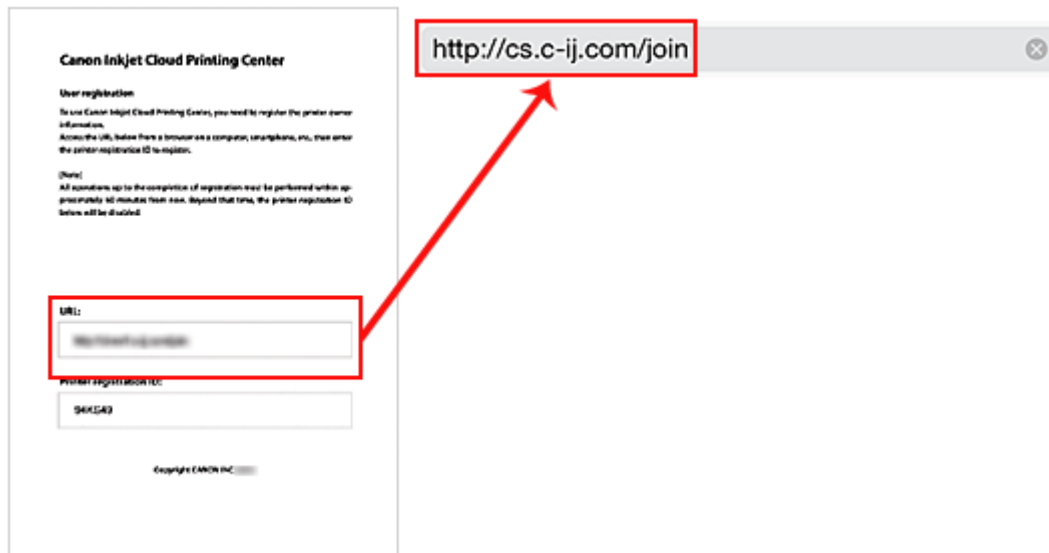 Canon Inkjet Cloud Printing Center
User registration
To use Canon Inkjet Cloud Printing Center, you need to register the printer owner
information.
Access the URL below from a browser on a computer, smartphone, etc., then enter
the printer registration ID to register.
[Note]
All operations up to the completion of registration must be performed within ap-
proximately 60 minutes from now. Beyond that time, the printer registration ID
below will be disabled.
URL:
Printer registration ID:
Copyright CANON INC.
http://cs.c-ij.com/join